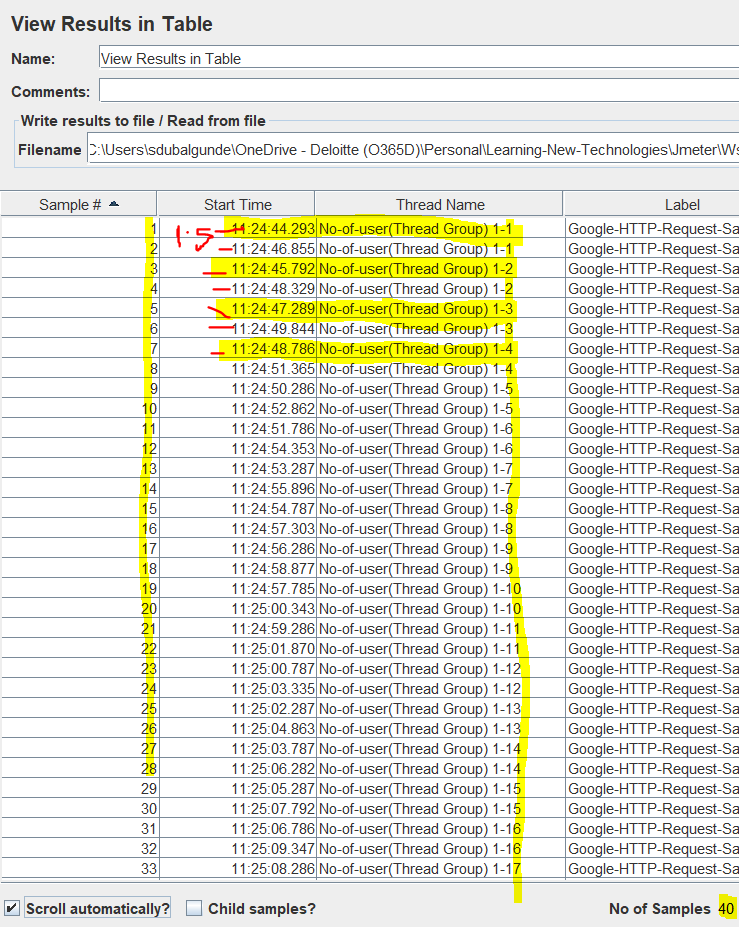 View Results in Table
Name: View Results in Table
Comments:
Write results to file / Read from file
Filename C:\Users\sdubalgunde\OneDrive - Deloitte (O365D)\Personal\Learning-New-Technologies\Jmeter\Ws
Sample # Start Time Thread Name Label
1.5
1 11:24:44.293 No-of-user(Thread Group) 1-1 Google-HTTP-Request-Sa
2 11:24:46.855 No-of-user(Thread Group) 1-1 Google-HTTP-Request-Sa
3 11:24:45.792 No-of-user(Thread Group) 1-2 Google-HTTP-Request-Sa
4 11:24:48.329 No-of-user(Thread Group) 1-2 Google-HTTP-Request-Sa
5 11:24:47.289 No-of-user(Thread Group) 1-3 Google-HTTP-Request-Sa
6 11:24:49.844 No-of-user(Thread Group) 1-3 Google-HTTP-Request-Sa
7 11:24:48.786 No-of-user(Thread Group) 1-4 Google-HTTP-Request-Sa
8 11:24:51.365 No-of-user(Thread Group) 1-4 Google-HTTP-Request-Sa
9 11:24:50.286 No-of-user(Thread Group) 1-5 Google-HTTP-Request-Sa
10 11:24:52.862 No-of-user(Thread Group) 1-5 Google-HTTP-Request-Sa
11 11:24:51.786 No-of-user(Thread Group) 1-6 Google-HTTP-Request-Sa
12 11:24:54.353 No-of-user(Thread Group) 1-6 Google-HTTP-Request-Sa
13 11:24:53.287 No-of-user(Thread Group) 1-7 Google-HTTP-Request-Sa
14 11:24:55.896 No-of-user(Thread Group) 1-7 Google-HTTP-Request-Sa
15 11:24:54.787 No-of-user(Thread Group) 1-8 Google-HTTP-Request-Sa
16 11:24:57.303 No-of-user(Thread Group) 1-8 Google-HTTP-Request-Sa
17 11:24:56.286 No-of-user(Thread Group) 1-9 Google-HTTP-Request-Sa
18 11:24:58.877 No-of-user(Thread Group) 1-9 Google-HTTP-Request-Sa
19 11:24:57.785 No-of-user(Thread Group) 1-10 Google-HTTP-Request-Sa
20 11:25:00.343 No-of-user(Thread Group) 1-10 Google-HTTP-Request-Sa
21 11:24:59.286 No-of-user(Thread Group) 1-11 Google-HTTP-Request-Sa
22 11:25:01.870 No-of-user(Thread Group) 1-11 Google-HTTP-Request-Sa
23 11:25:00.787 No-of-user(Thread Group) 1-12 Google-HTTP-Request-Sa
24 11:25:03.335 No-of-user(Thread Group) 1-12 Google-HTTP-Request-Sa
25 11:25:02.287 No-of-user(Thread Group) 1-13 Google-HTTP-Request-Sa
26 11:25:04.863 No-of-user(Thread Group) 1-13 Google-HTTP-Request-Sa
27 11:25:03.787 No-of-user(Thread Group) 1-14 Google-HTTP-Request-Sa
28 11:25:06.282 No-of-user(Thread Group) 1-14 Google-HTTP-Request-Sa
29 11:25:05.287 No-of-user(Thread Group) 1-15 Google-HTTP-Request-Sa
30 11:25:07.792 No-of-user(Thread Group) 1-15 Google-HTTP-Request-Sa
31 11:25:06.786 No-of-user(Thread Group) 1-16 Google-HTTP-Request-Sa
32 11:25:09.347 No-of-user(Thread Group) 1-16 Google-HTTP-Request-Sa
33 11:25:08.286 No-of-user(Thread Group) 1-17 Google-HTTP-Request-Sa
Scroll automatically? Child samples? No of Samples 40